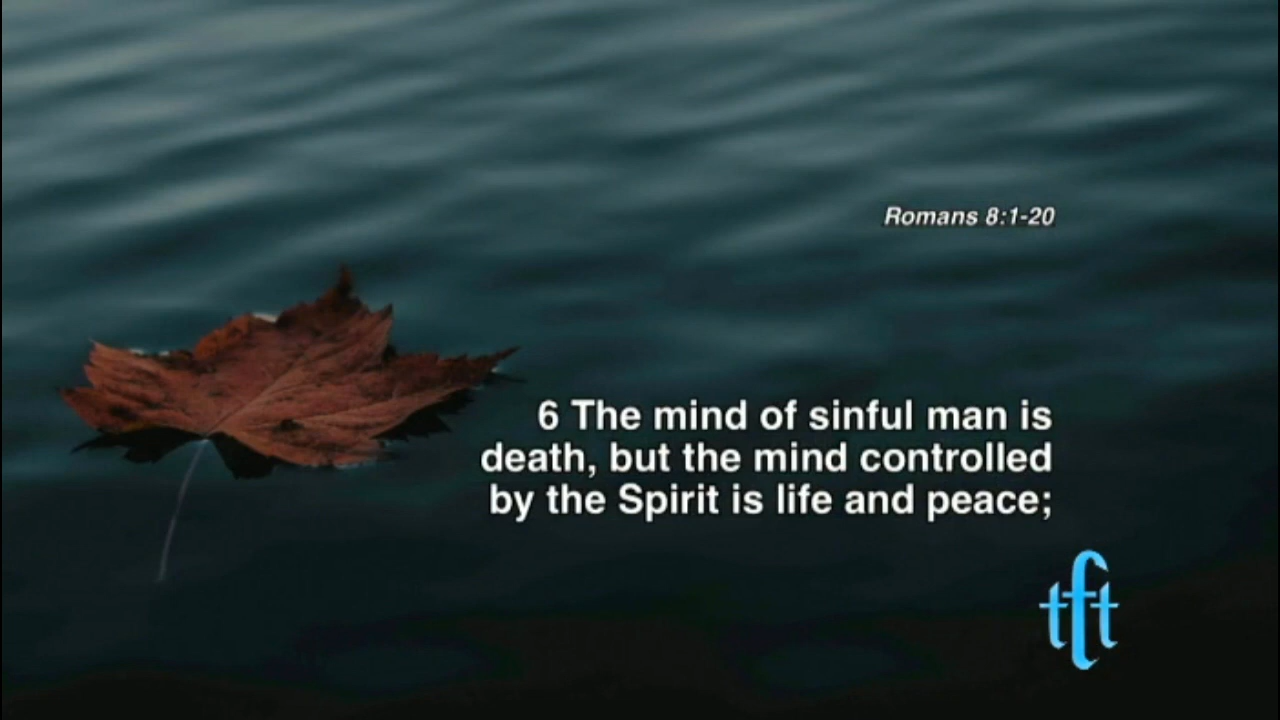 Romans 8:1-20
6 The mind of sinful man is
death, but the mind controlled
by the Spirit is life and peace;
tft